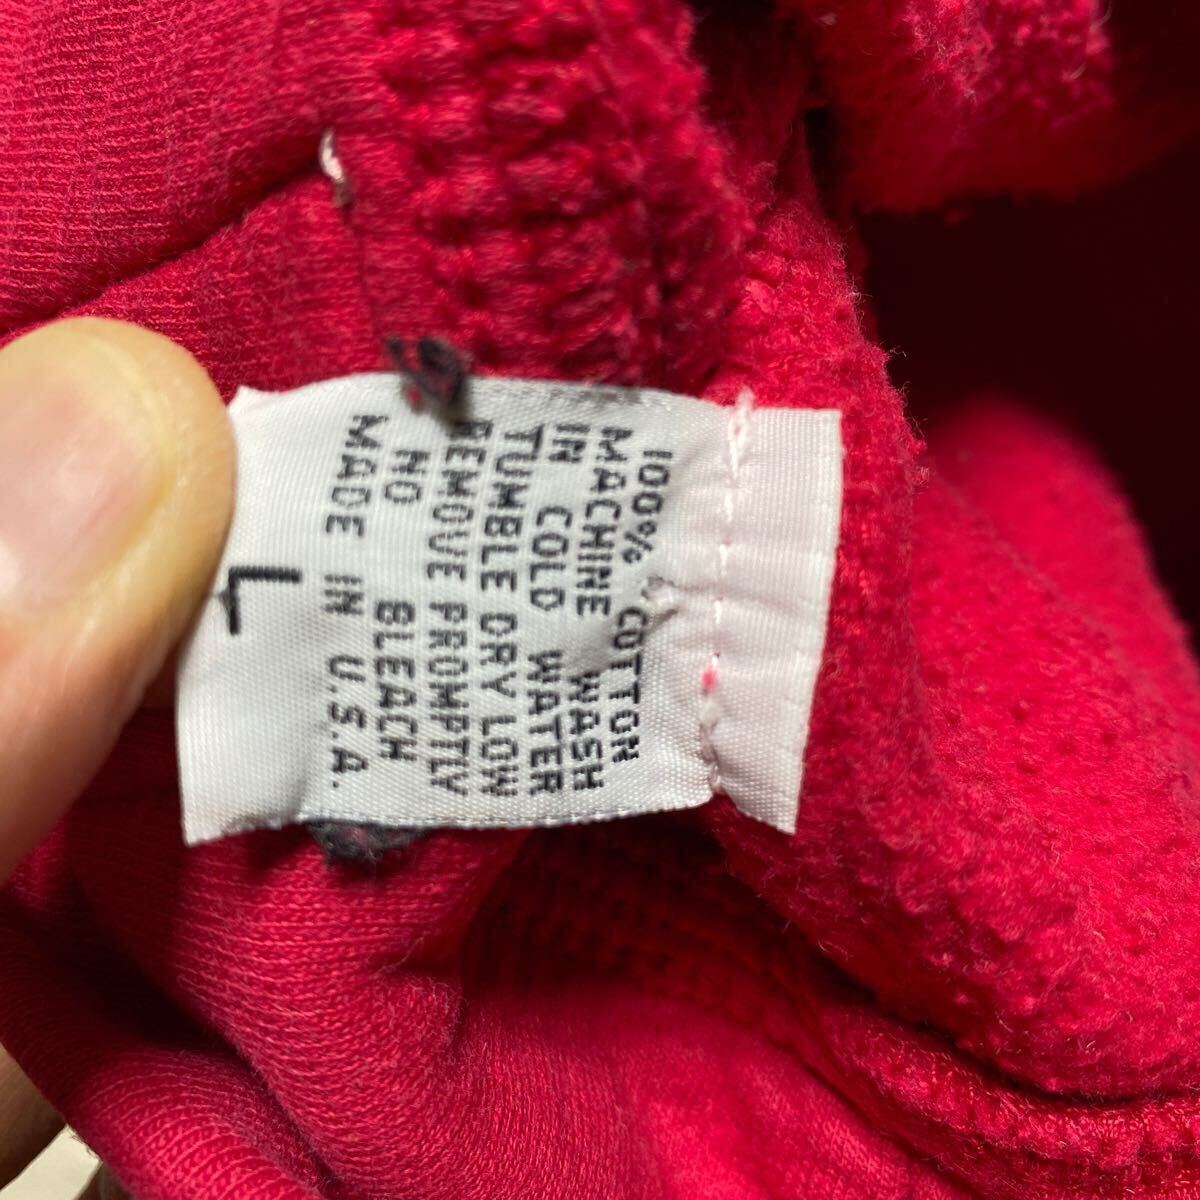 100% COTTON
MACHINE WASH
IN COLD WATER
TUMBLE DRY LOW
REMOVE PROMPTLY
NO BLEACH
MADE IN U.S.A.
L